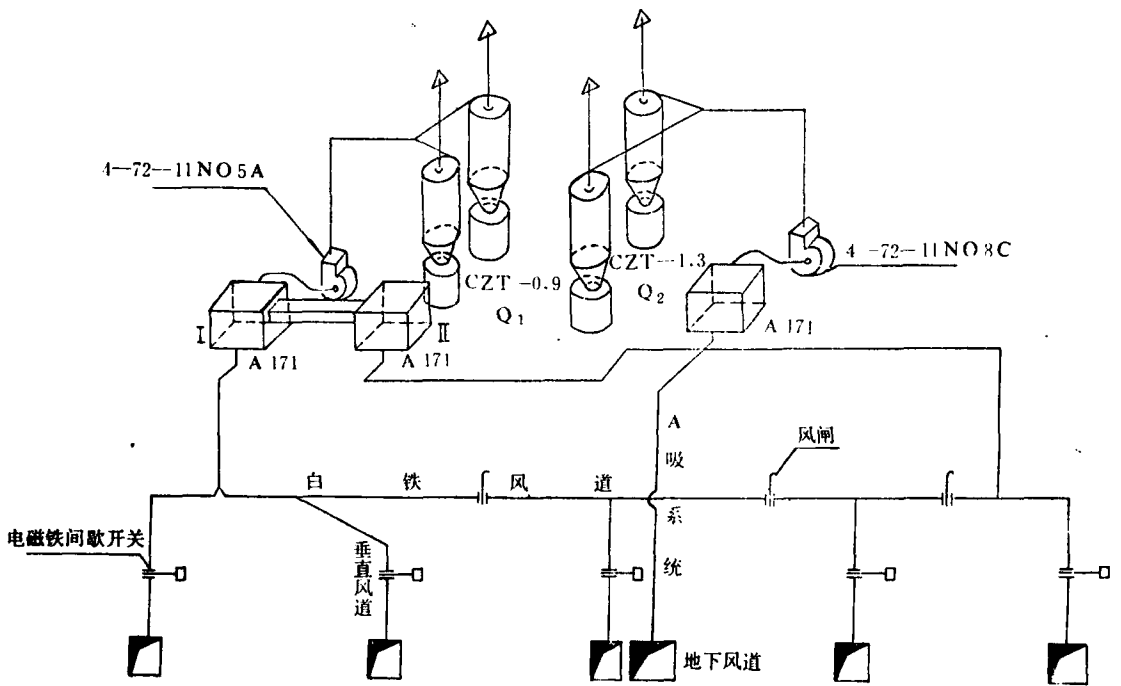 4—72—11NO5A
4—72—11NO8C
CZT—0.9
Q1
CZT—1.3
Q2
I
A 171
II
A 171
A 171
A
吸
系
统
风闸
白铁风道
电磁铁间歇开关
垂直风道
地下风道